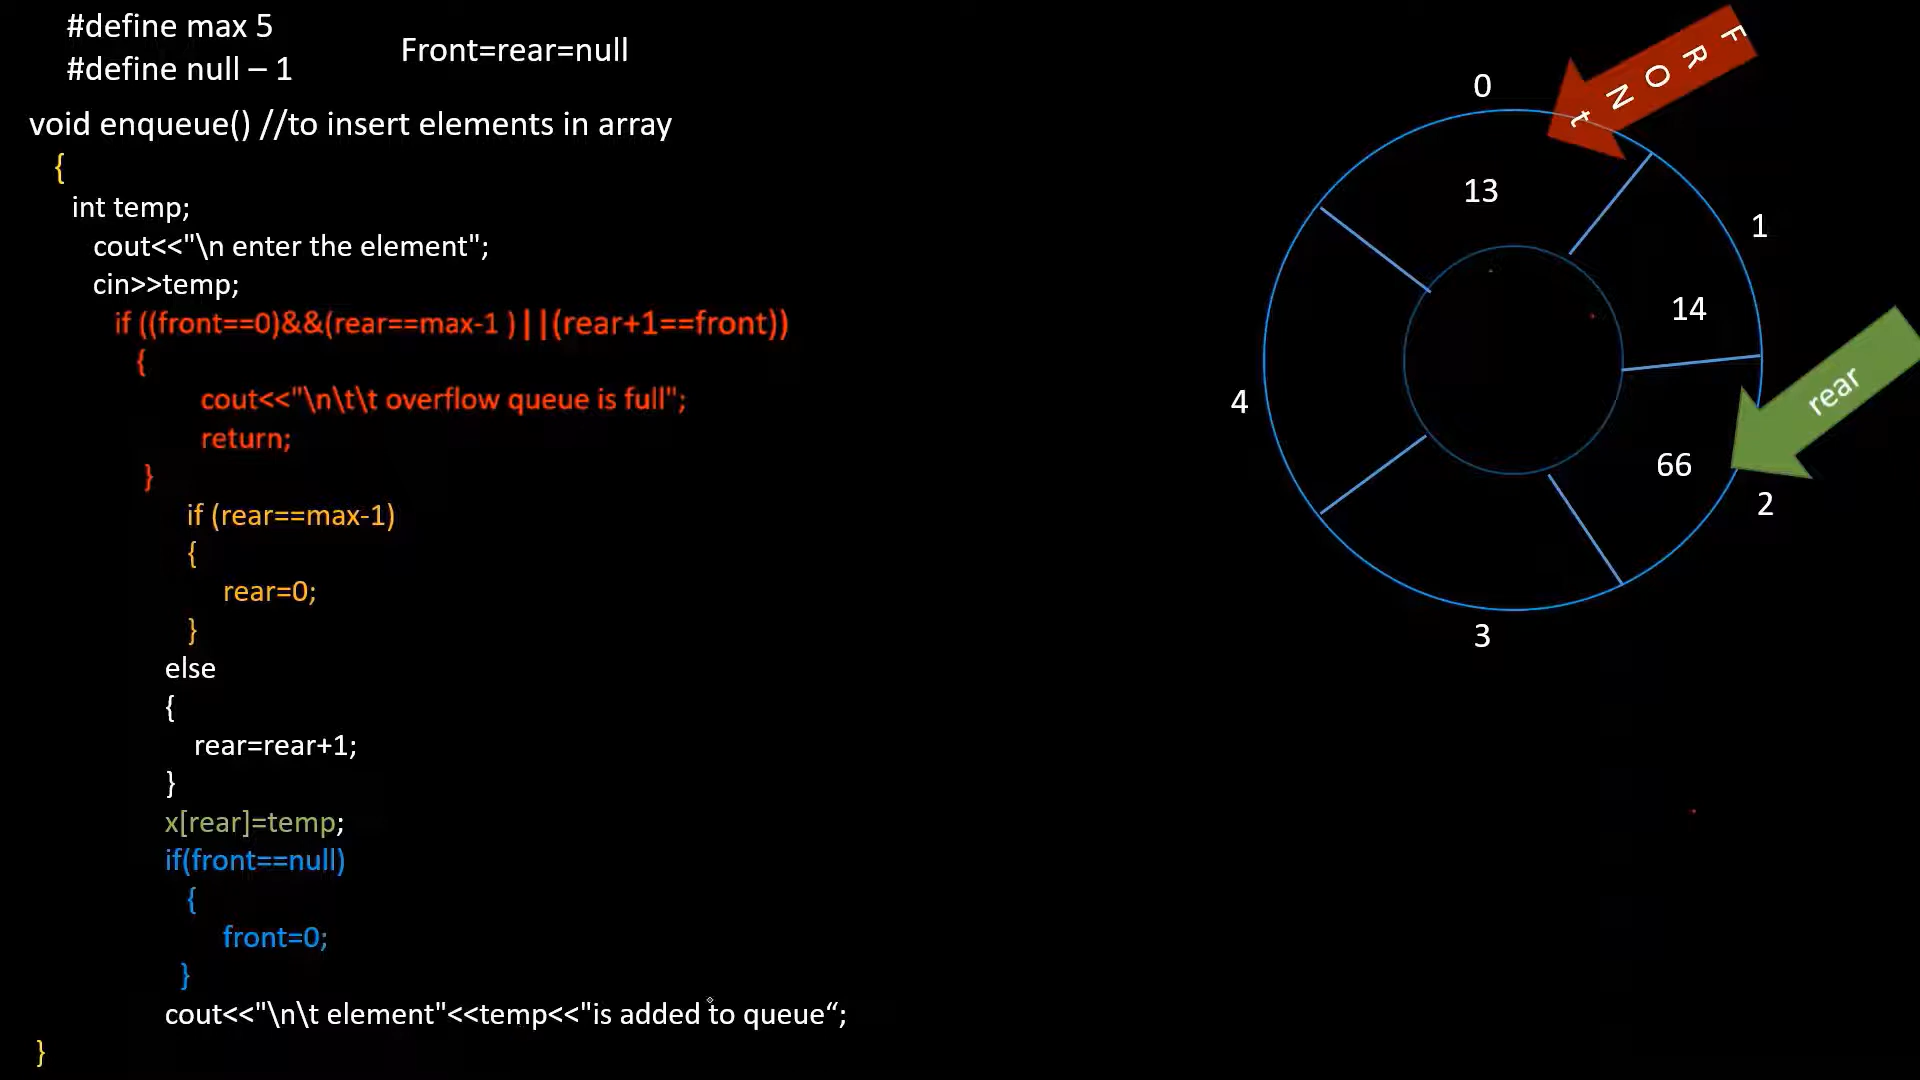 #define max 5
#define null – 1
Front=rear=null
void enqueue() //to insert elements in array
{
int temp;
cout<<"\n enter the element";
cin>>temp;
if ((front==0)&&(rear==max-1 )||(rear+1==front))
{
cout<<"\n\t\t overflow queue is full";
return;
}
if (rear==max-1)
{
rear=0;
}
else
{
rear=rear+1;
}
x[rear]=temp;
if(front==null)
{
front=0;
}
cout<<"\n\t element"<<temp<<"is added to queue“;
}
FRONt
0
13
1
14
rear
4
66
2
3